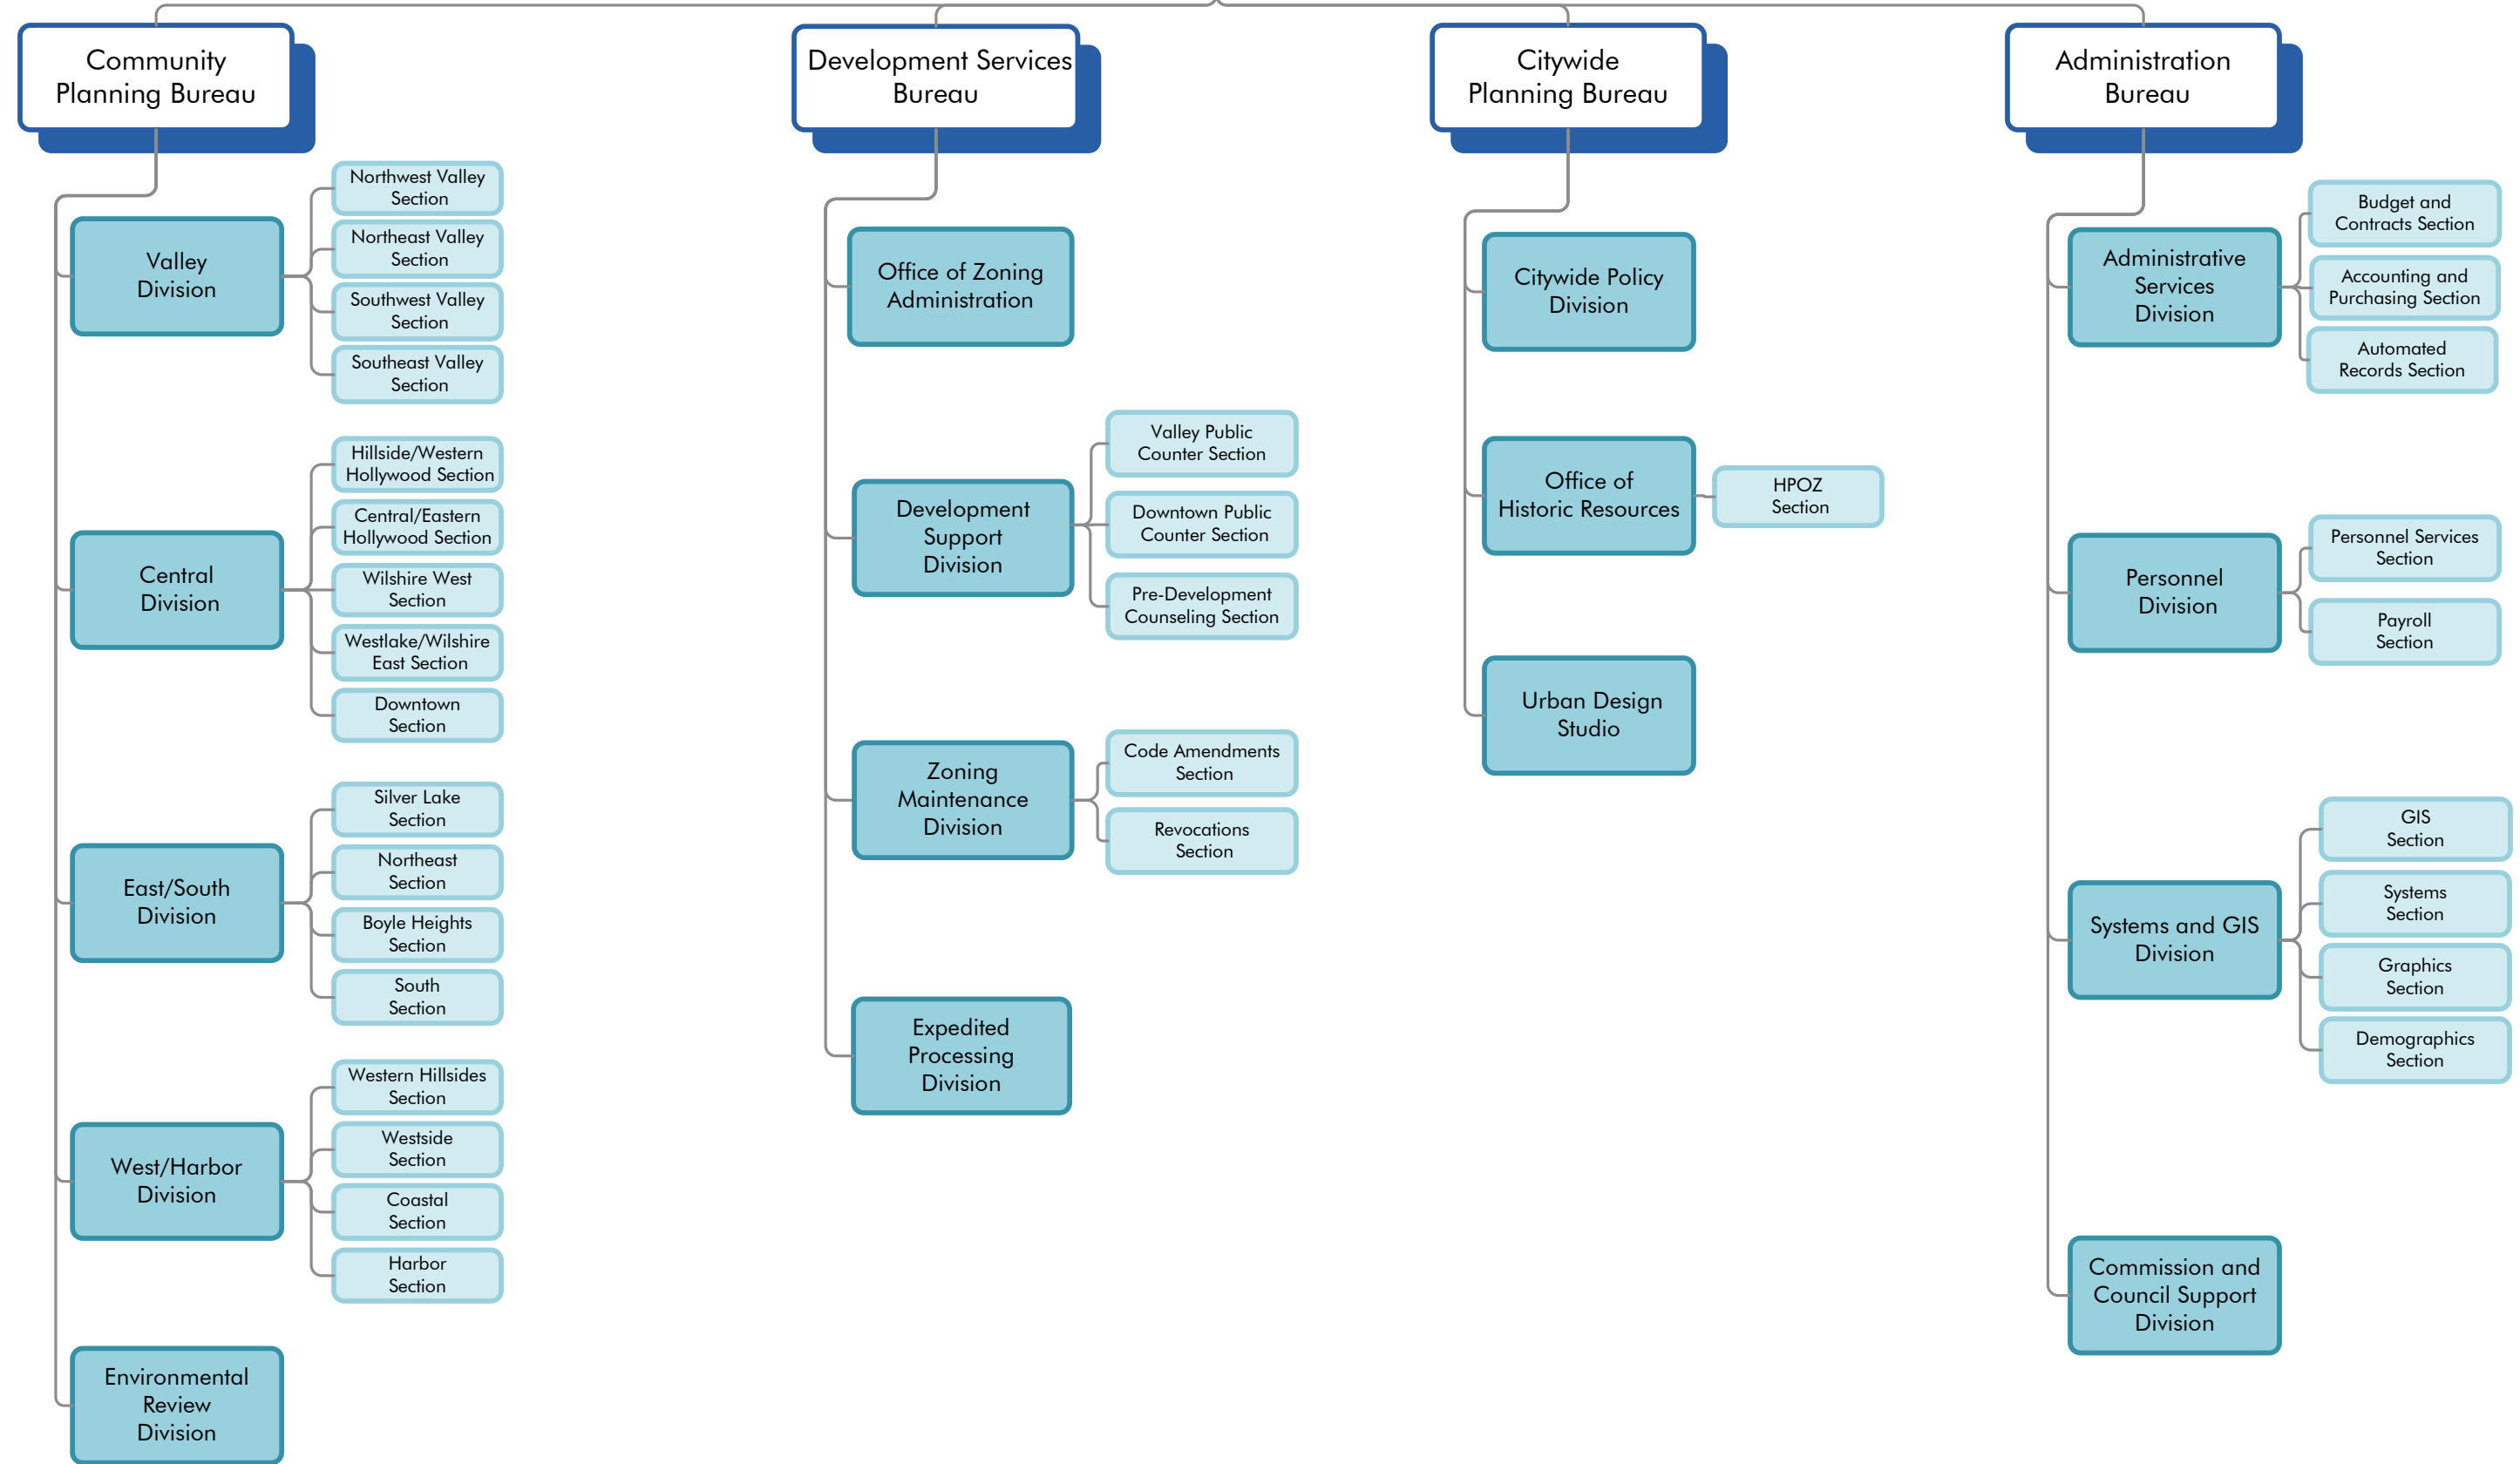 Community
Planning Bureau
Valley
Division
Northwest Valley
Section
Northeast Valley
Section
Southwest Valley
Section
Southeast Valley
Section
Central
Division
Hillside/Western
Hollywood Section
Central/Eastern
Hollywood Section
Wilshire West
Section
Westlake/Wilshire
East Section
Downtown
Section
East/South
Division
Silver Lake
Section
Northeast
Section
Boyle Heights
Section
South
Section
West/Harbor
Division
Western Hillsides
Section
Westside
Section
Coastal
Section
Harbor
Section
Environmental
Review
Division
Development Services
Bureau
Office of Zoning
Administration
Development
Support
Division
Valley Public
Counter Section
Downtown Public
Counter Section
Pre-Development
Counseling Section
Zoning
Maintenance
Division
Code Amendments
Section
Revocations
Section
Expedited
Processing
Division
Citywide
Planning Bureau
Citywide Policy
Division
Office of
Historic Resources
HPOZ
Section
Urban Design
Studio
Administration
Bureau
Administrative
Services
Division
Budget and
Contracts Section
Accounting and
Purchasing Section
Automated
Records Section
Personnel
Division
Personnel Services
Section
Payroll
Section
Systems and GIS
Division
GIS
Section
Systems
Section
Graphics
Section
Demographics
Section
Commission and
Council Support
Division